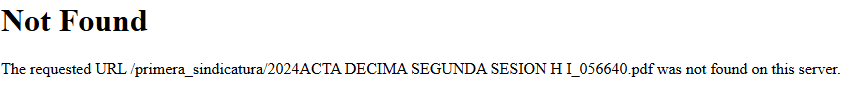 Not Found
The requested URL /primera_sindicatura/2024ACTA DECIMA SEGUNDA SESION H I_056640.pdf was not found on this server.